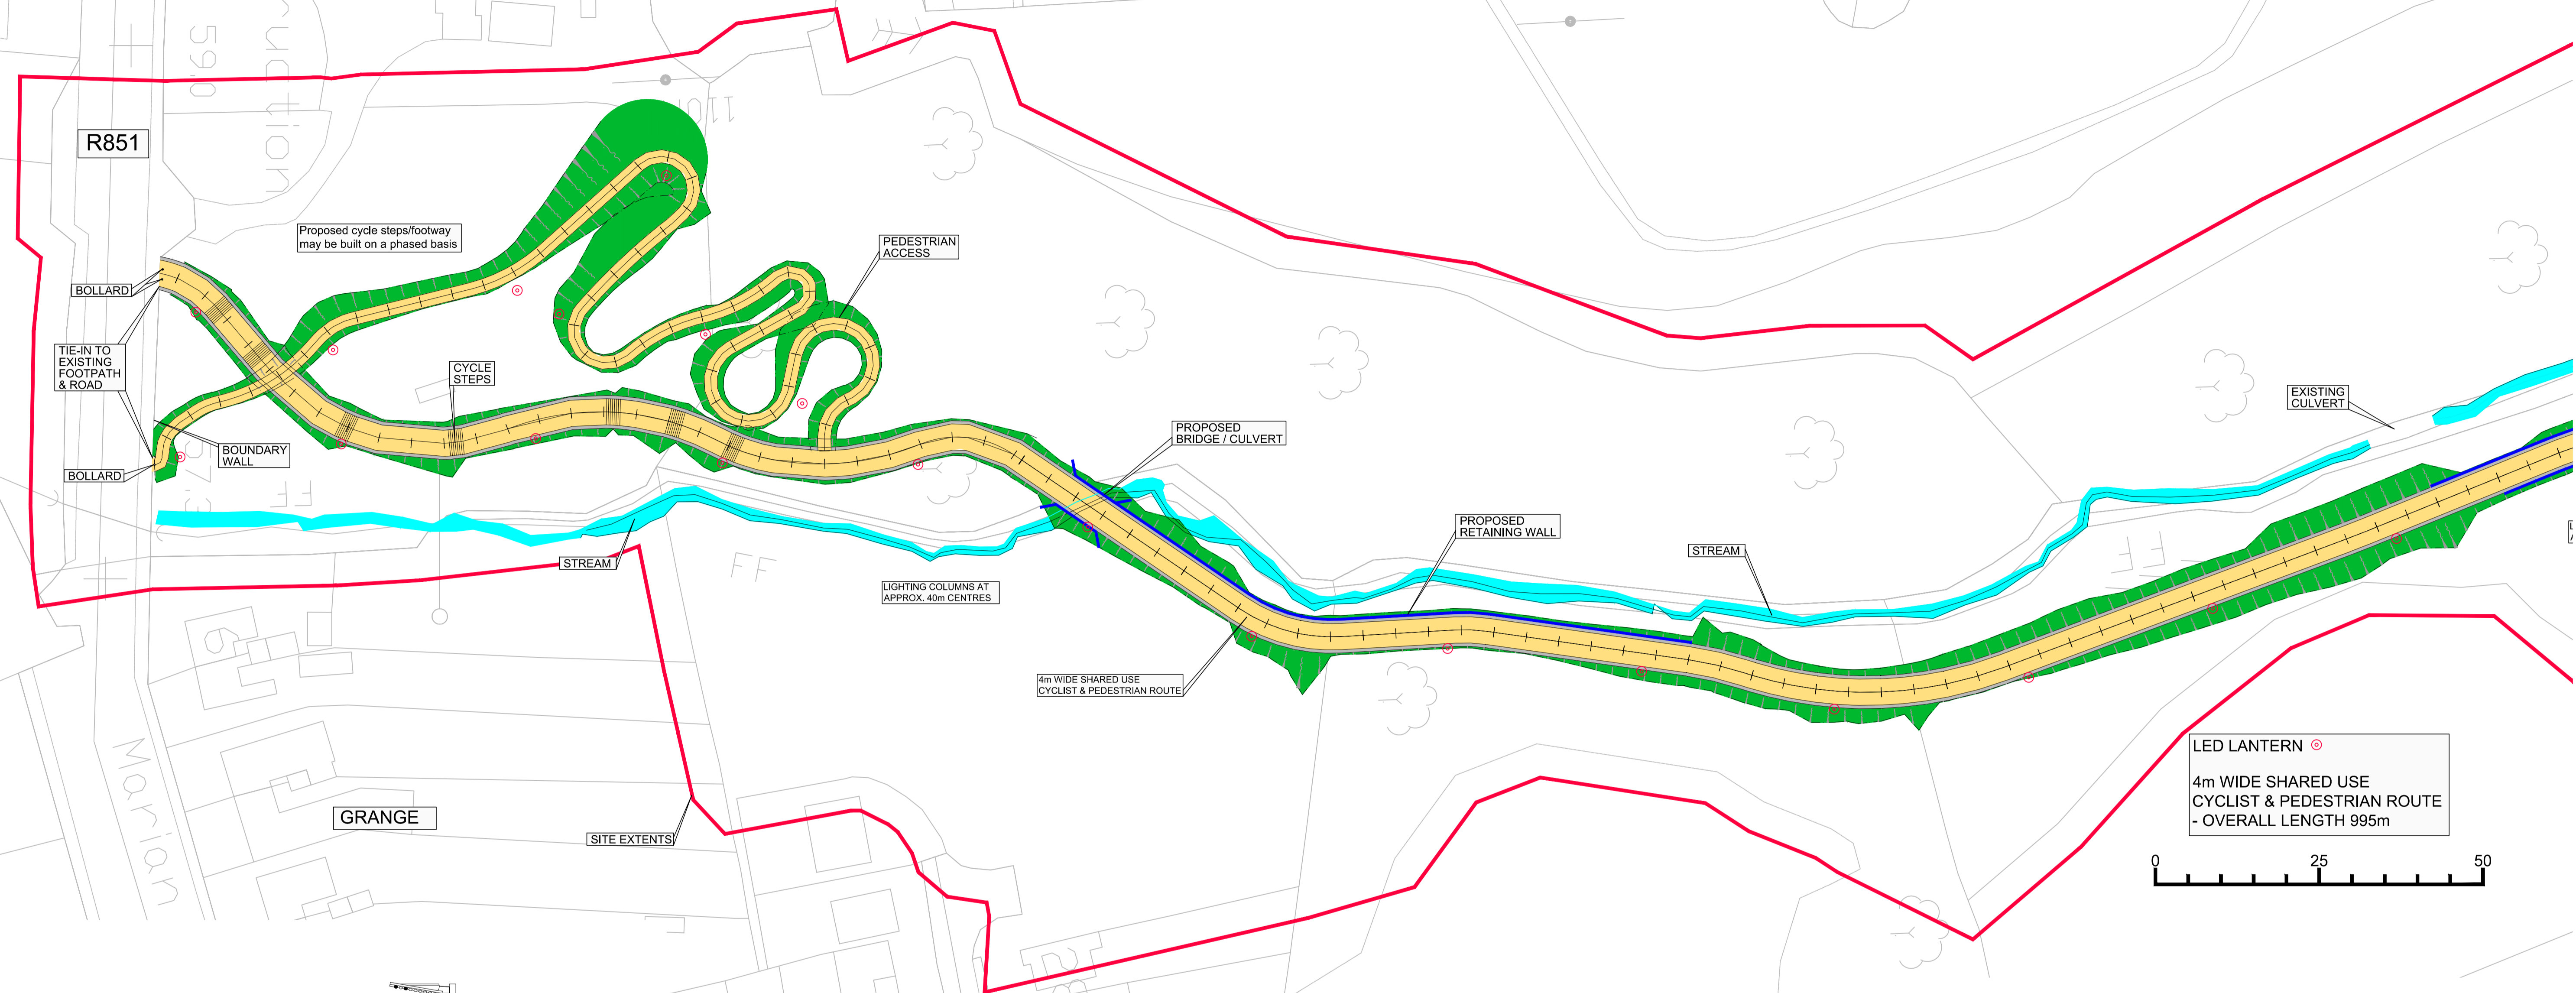 R851
Proposed cycle steps/footway
may be built on a phased basis
PEDESTRIAN
ACCESS
BOLLARD
TIE-IN TO
EXISTING
FOOTPATH
& ROAD
CYCLE
STEPS
BOUNDARY
WALL
BOLLARD
STREAM
FF
FF
LIGHTING COLUMNS AT
APPROX. 40m CENTRES
PROPOSED
BRIDGE / CULVERT
PROPOSED
RETAINING WALL
STREAM
EXISTING
CULVERT
FF
4m WIDE SHARED USE
CYCLIST & PEDESTRIAN ROUTE
GRANGE
SITE EXTENTS
LED LANTERN
4m WIDE SHARED USE
CYCLIST & PEDESTRIAN ROUTE
- OVERALL LENGTH 995m
0 25 50